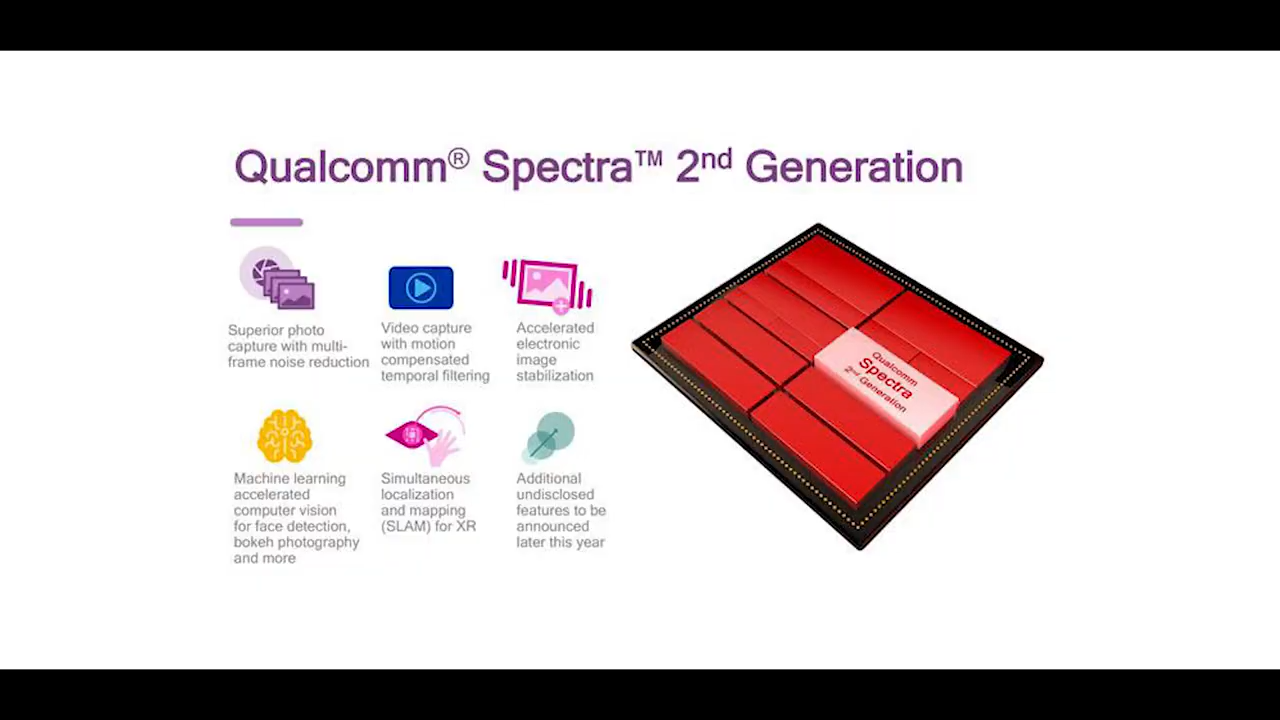 Qualcomm® Spectra™ 2nd Generation
Superior photo
capture with multi-
frame noise reduction
Video capture
with motion
compensated
temporal filtering
Accelerated
electronic
image
stabilization
Machine learning
accelerated
computer vision
for face detection,
bokeh photography
and more
Simultaneous
localization
and mapping
(SLAM) for XR
Additional
undisclosed
features to be
announced
later this year
Qualcomm
Spectra
2nd Generation